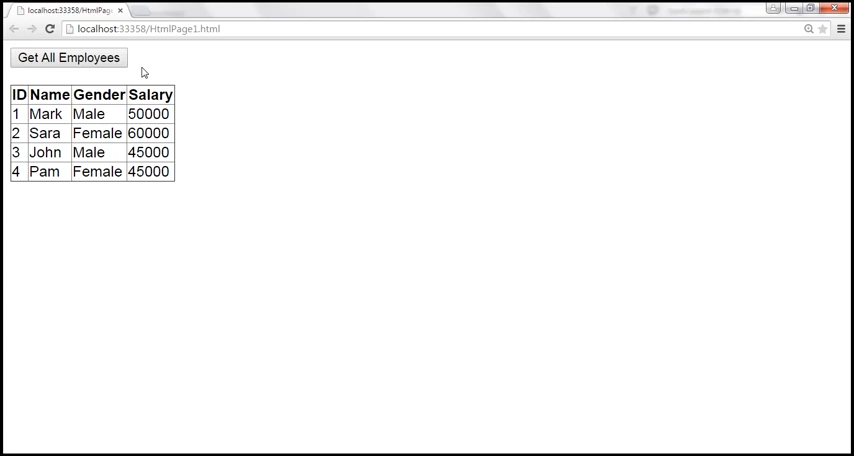 localhost:33358/HtmlPag
localhost:33358/HtmlPage1.html
Get All Employees
ID Name Gender Salary
1 Mark Male 50000
2 Sara Female 60000
3 John Male 45000
4 Pam Female 45000